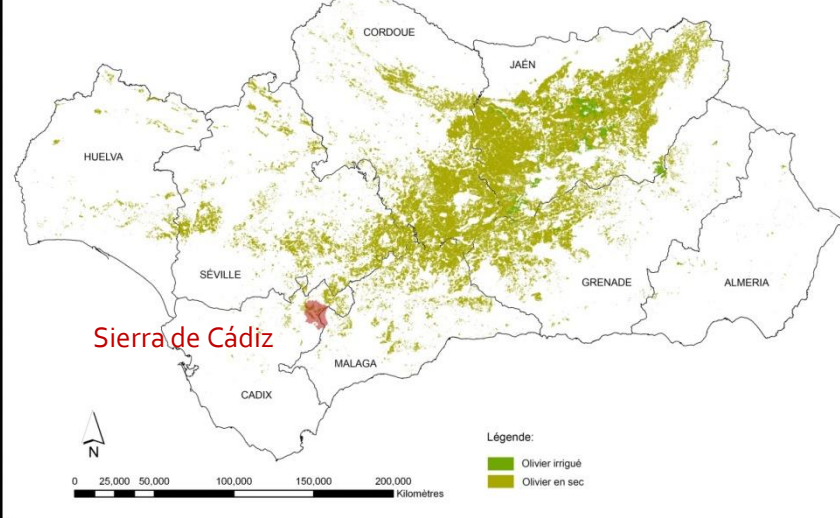 CORDOUE
JAÉN
HUELVA
SÉVILLE
GRENADE
ALMERIA
Sierra de Cádiz
MALAGA
CADIX
N
Légende:
Olivier irrigué
Olivier en sec
0 25,000 50,000 100,000 150,000 200,000
Kilomètres